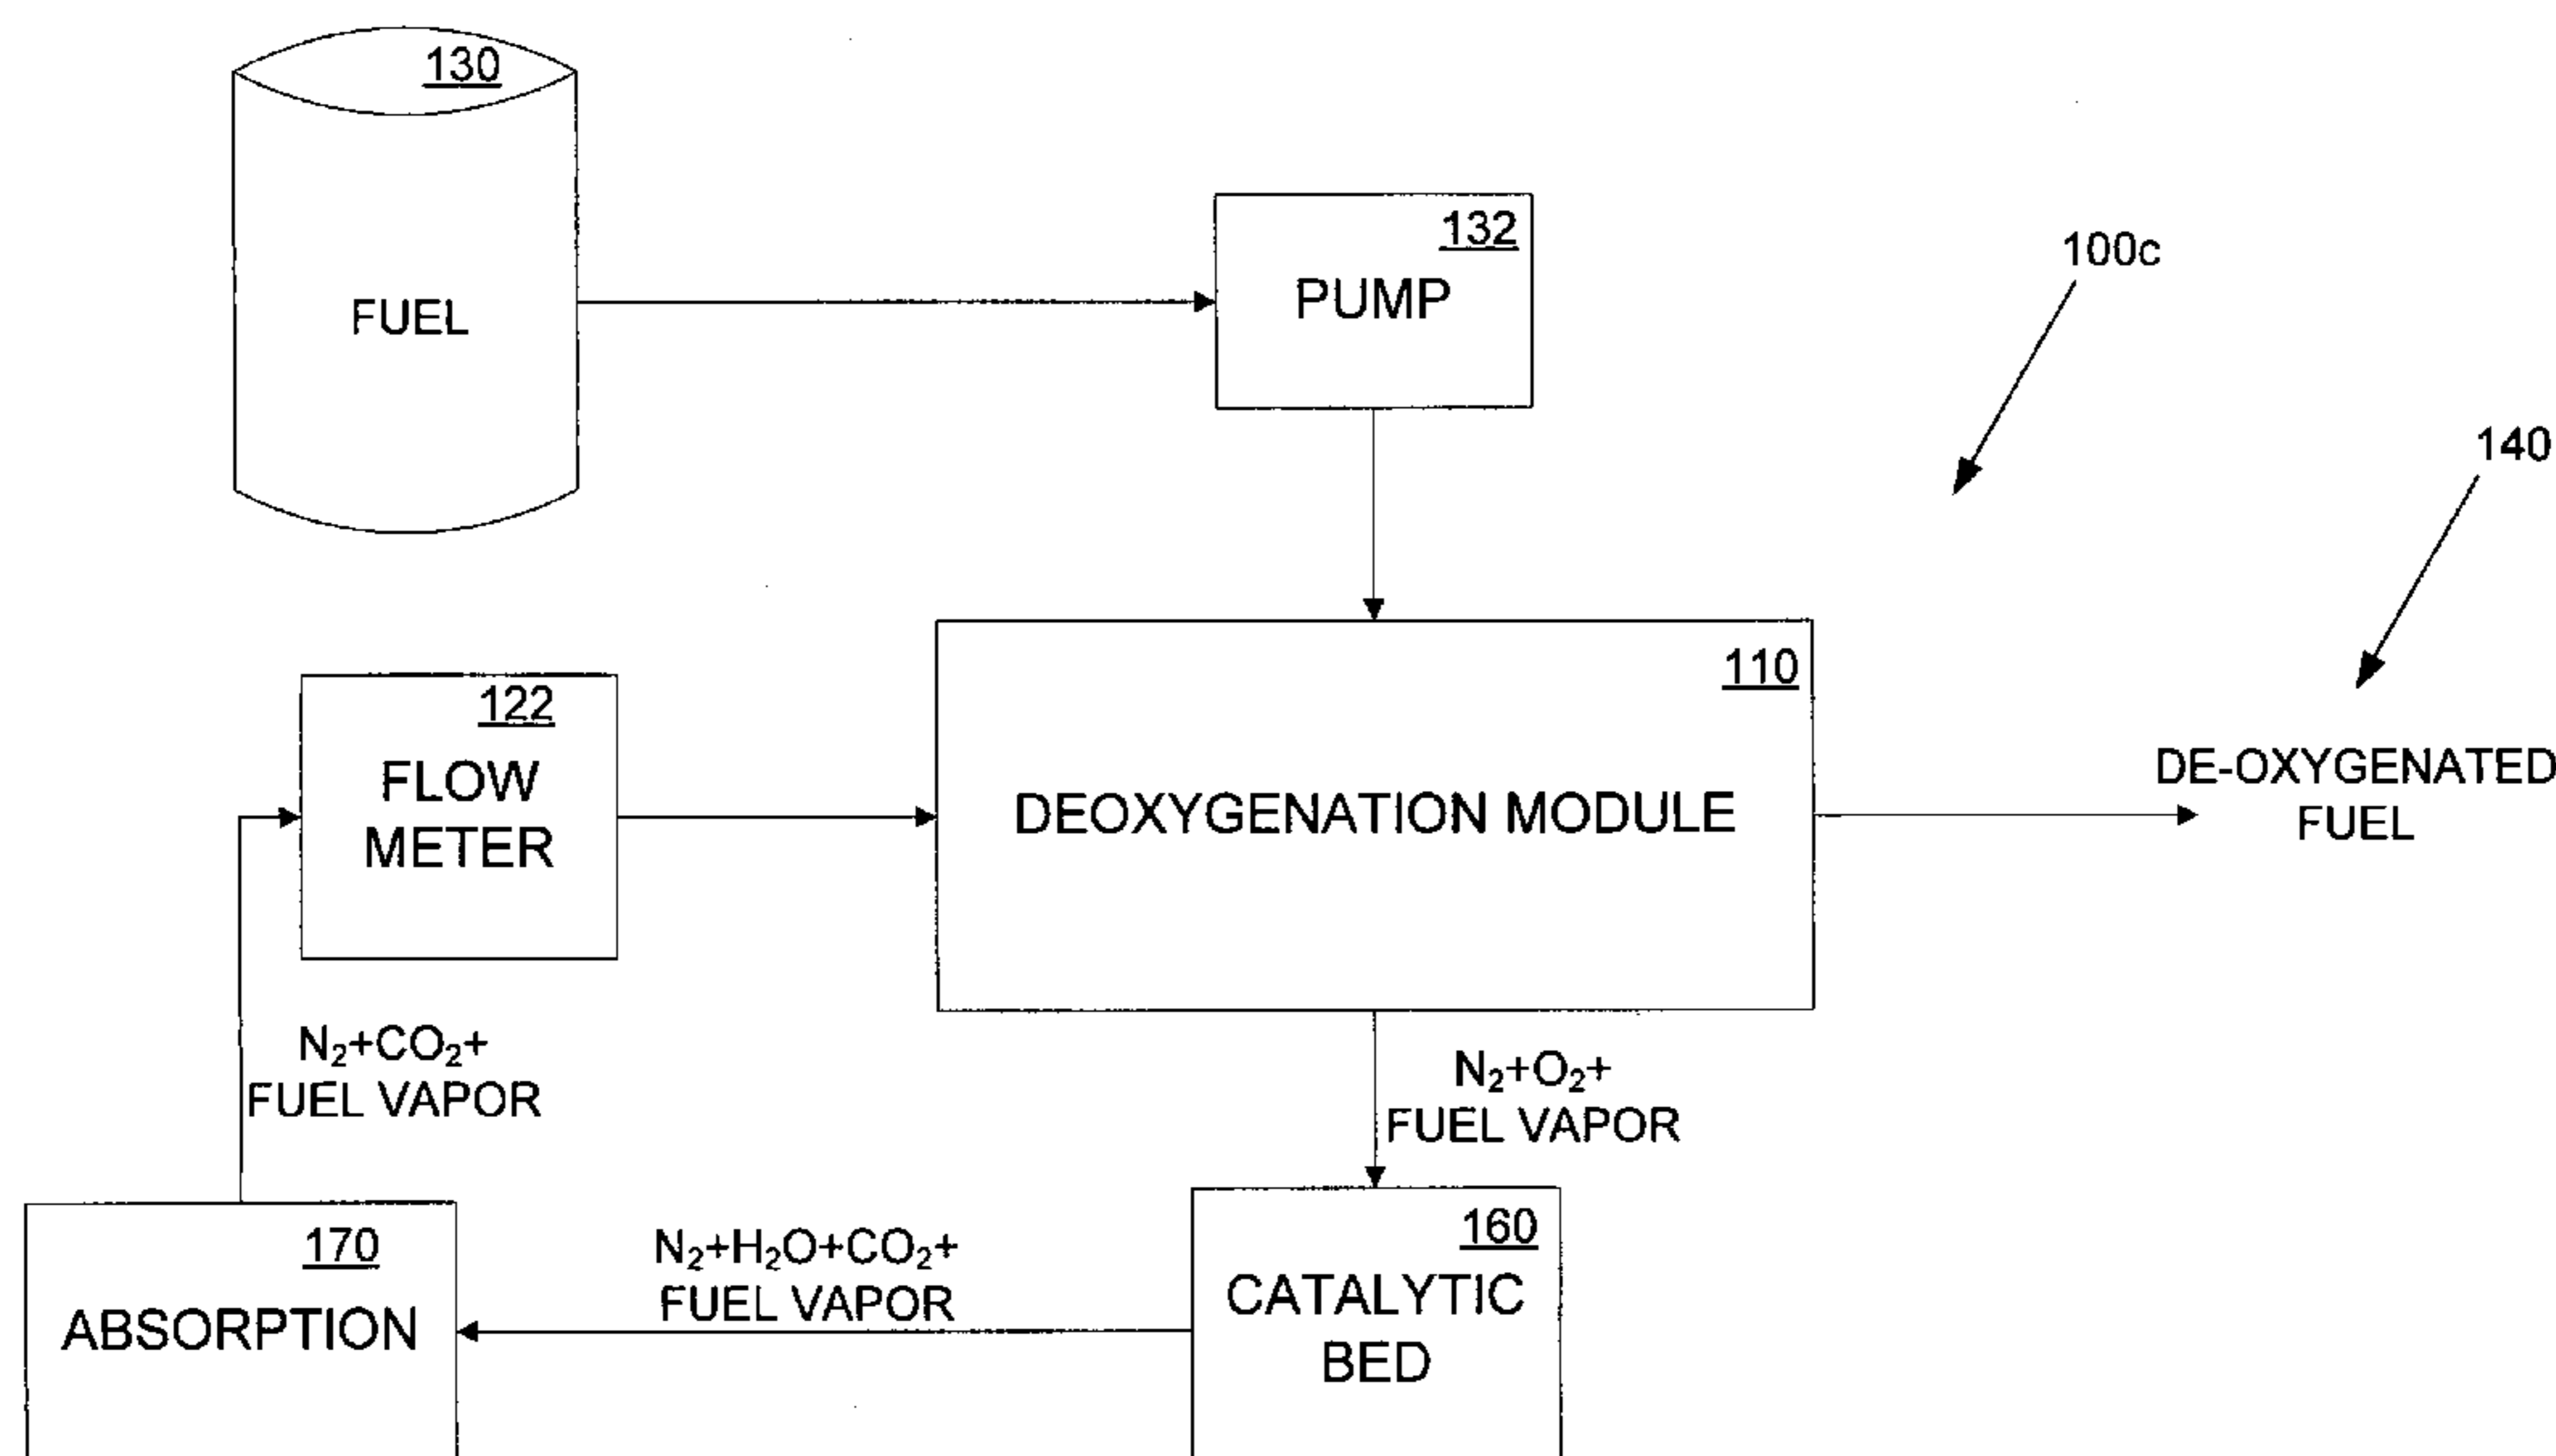 130
FUEL
132
PUMP
100c
140
110
DEOXYGENATION MODULE
122
FLOW
METER
DE-OXYGENATED
FUEL
N₂+CO₂+
FUEL VAPOR
N₂+O₂+
FUEL VAPOR
170
ABSORPTION
N₂+H₂O+CO₂+
FUEL VAPOR
160
CATALYTIC
BED